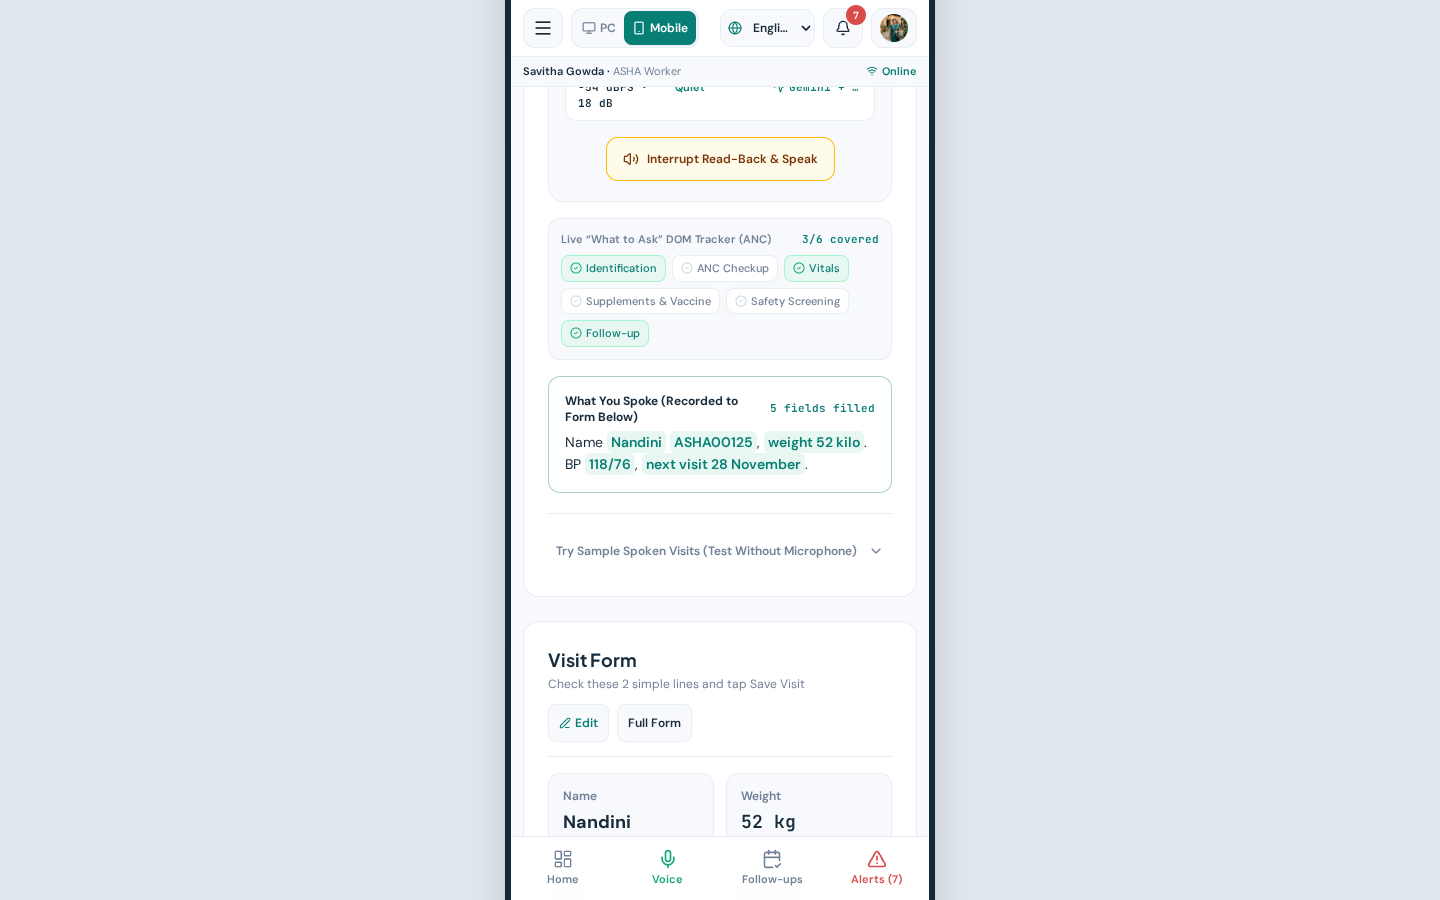 PC Mobile Engli... 7
Savitha Gowda · ASHA Worker Online
-54 dBFS · Quiet Gemini + …
18 dB
Interrupt Read-Back & Speak
Live “What to Ask” DOM Tracker (ANC) 3/6 covered
Identification ANC Checkup Vitals
Supplements & Vaccine Safety Screening
Follow-up
What You Spoke (Recorded to
Form Below)
5 fields filled
Name Nandini ASHA00125 , weight 52 kilo .
BP 118/76 , next visit 28 November .
Try Sample Spoken Visits (Test Without Microphone)
Visit Form
Check these 2 simple lines and tap Save Visit
Edit Full Form
Name Weight
Nandini 52 kg
Home Voice Follow-ups Alerts (7)